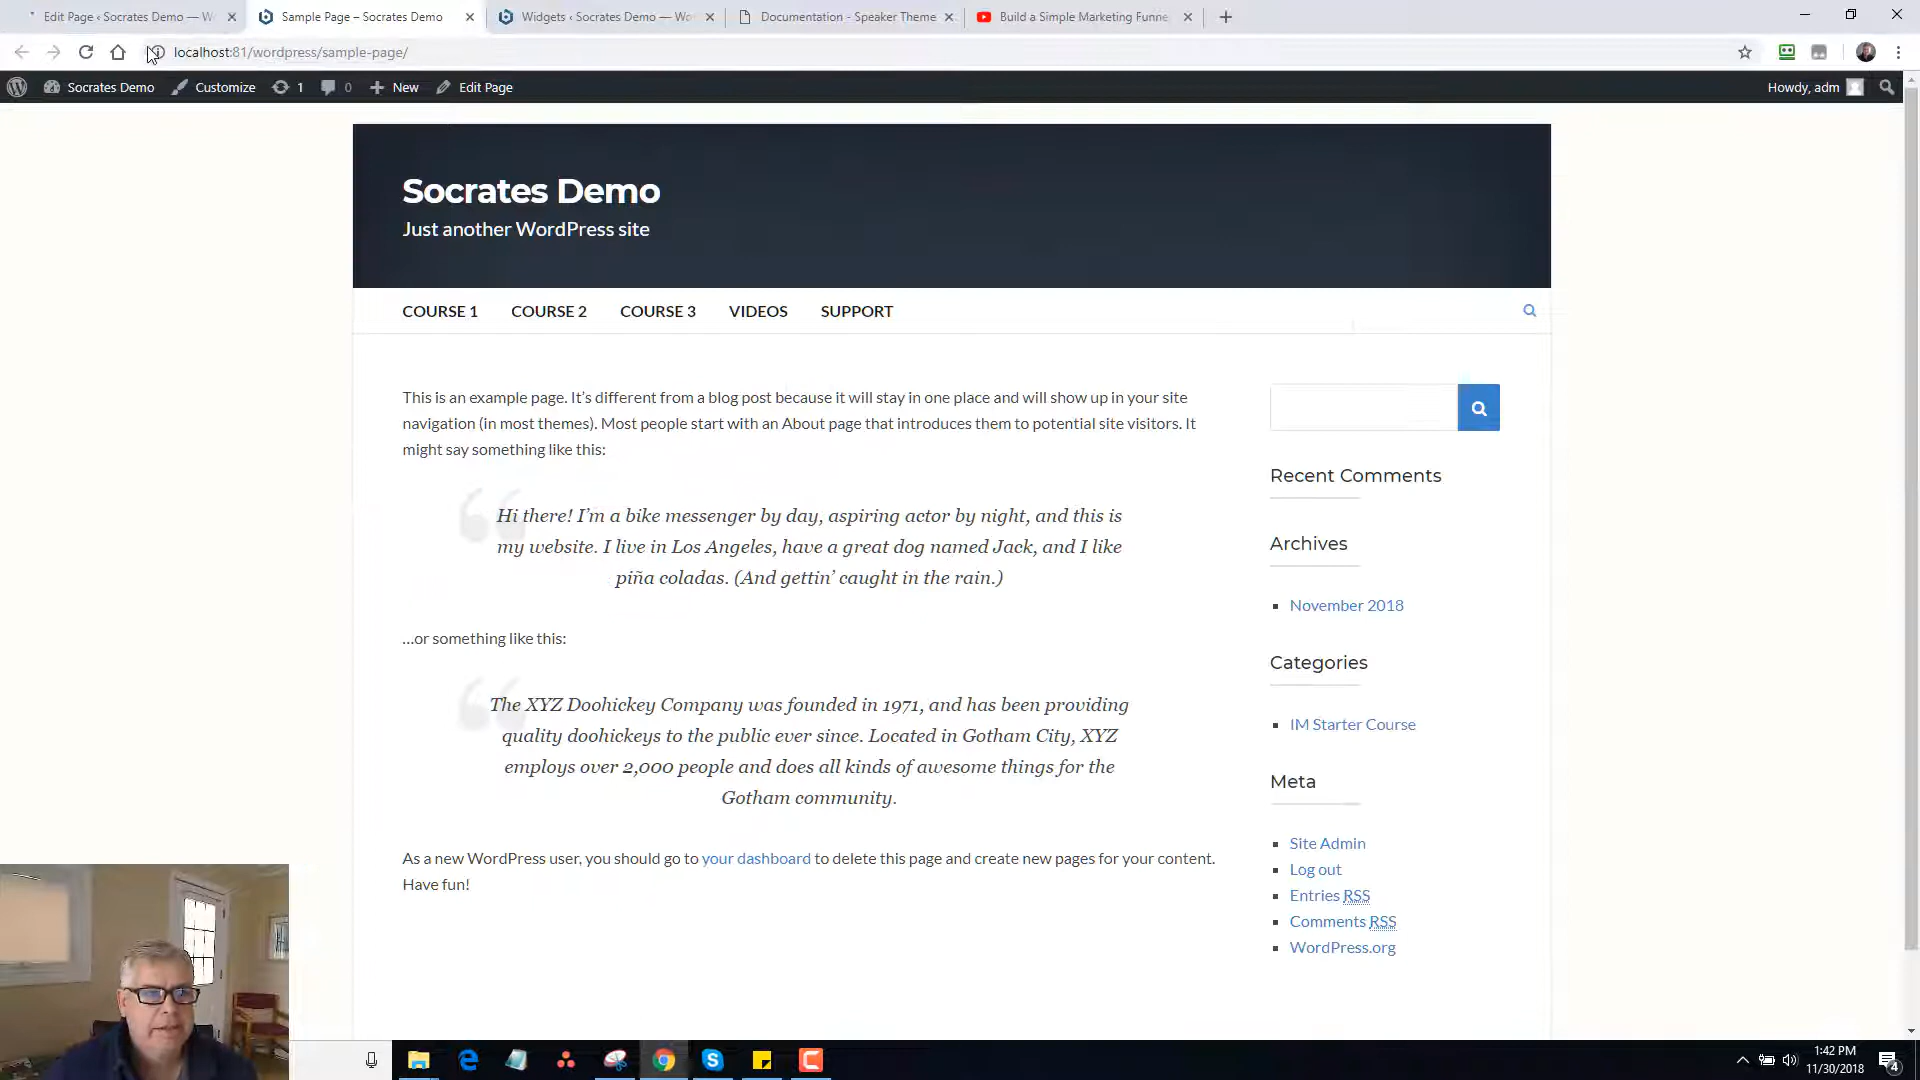 Edit Page ‹ Socrates Demo — W
Sample Page – Socrates Demo
Widgets ‹ Socrates Demo — Wo
Documentation - Speaker Theme
Build a Simple Marketing Funne
localhost:81/wordpress/sample-page/
Socrates Demo
Customize
1
0
New
Edit Page
Howdy, adm
Socrates Demo
Just another WordPress site
COURSE 1
COURSE 2
COURSE 3
VIDEOS
SUPPORT
This is an example page. It’s different from a blog post because it will stay in one place and will show up in your site
navigation (in most themes). Most people start with an About page that introduces them to potential site visitors. It
might say something like this:
Hi there! I’m a bike messenger by day, aspiring actor by night, and this is
my website. I live in Los Angeles, have a great dog named Jack, and I like
piña coladas. (And gettin’ caught in the rain.)
…or something like this:
The XYZ Doohickey Company was founded in 1971, and has been providing
quality doohickeys to the public ever since. Located in Gotham City, XYZ
employs over 2,000 people and does all kinds of awesome things for the
Gotham community.
As a new WordPress user, you should go to your dashboard to delete this page and create new pages for your content.
Have fun!
Recent Comments
Archives
November 2018
Categories
IM Starter Course
Meta
Site Admin
Log out
Entries RSS
Comments RSS
WordPress.org
1:42 PM
11/30/2018
4